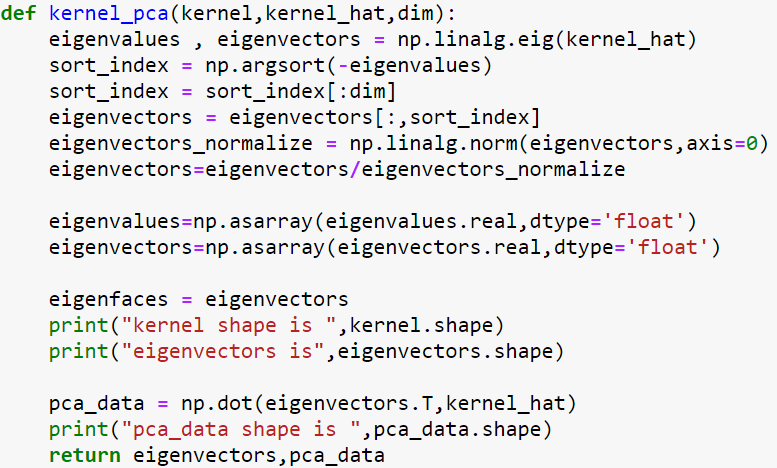 def kernel_pca(kernel,kernel_hat,dim):
    eigenvalues , eigenvectors = np.linalg.eig(kernel_hat)
    sort_index = np.argsort(-eigenvalues)
    sort_index = sort_index[:dim]
    eigenvectors = eigenvectors[:,sort_index]
    eigenvectors_normalize = np.linalg.norm(eigenvectors,axis=0)
    eigenvectors=eigenvectors/eigenvectors_normalize

    eigenvalues=np.asarray(eigenvalues.real,dtype='float')
    eigenvectors=np.asarray(eigenvectors.real,dtype='float')

    eigenfaces = eigenvectors
    print("kernel shape is ",kernel.shape)
    print("eigenvectors is",eigenvectors.shape)

    pca_data = np.dot(eigenvectors.T,kernel_hat)
    print("pca_data shape is ",pca_data.shape)
    return eigenvectors,pca_data